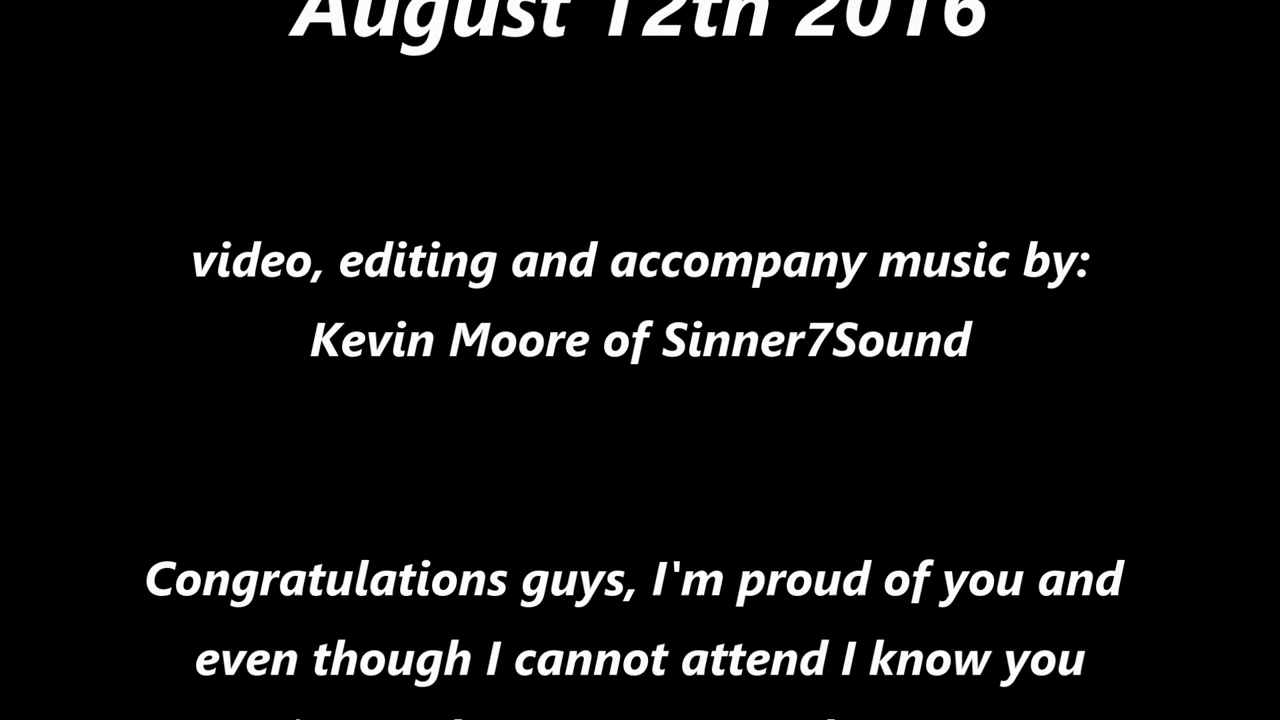 August 12th 2016
video, editing and accompany music by:
Kevin Moore of Sinner7Sound
Congratulations guys, I'm proud of you and
even though I cannot attend I know you